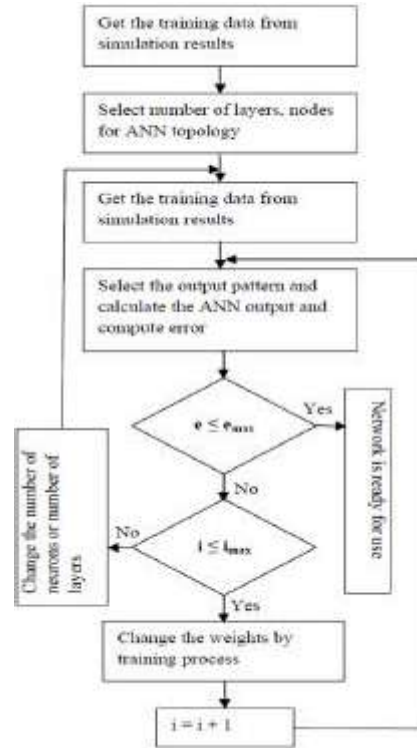 Get the training data from
simulation results
Select number of layers, nodes
for ANN topology
Get the training data from
simulation results
Select the output pattern and
calculate the ANN output and
compute error
e ≤ emax
Yes
Network is ready for use
No
i ≤ imax
No
Change the number of
neurons or number of
layers
Yes
Change the weights by
training process
i = i + 1